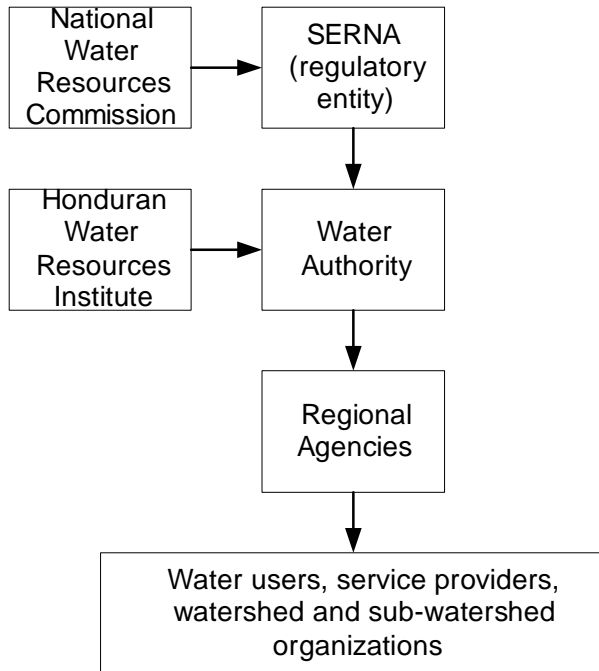 National
Water
Resources
Commission
SERNA
(regulatory
entity)
Honduran
Water
Resources
Institute
Water
Authority
Regional
Agencies
Water users, service providers,
watershed and sub-watershed
organizations